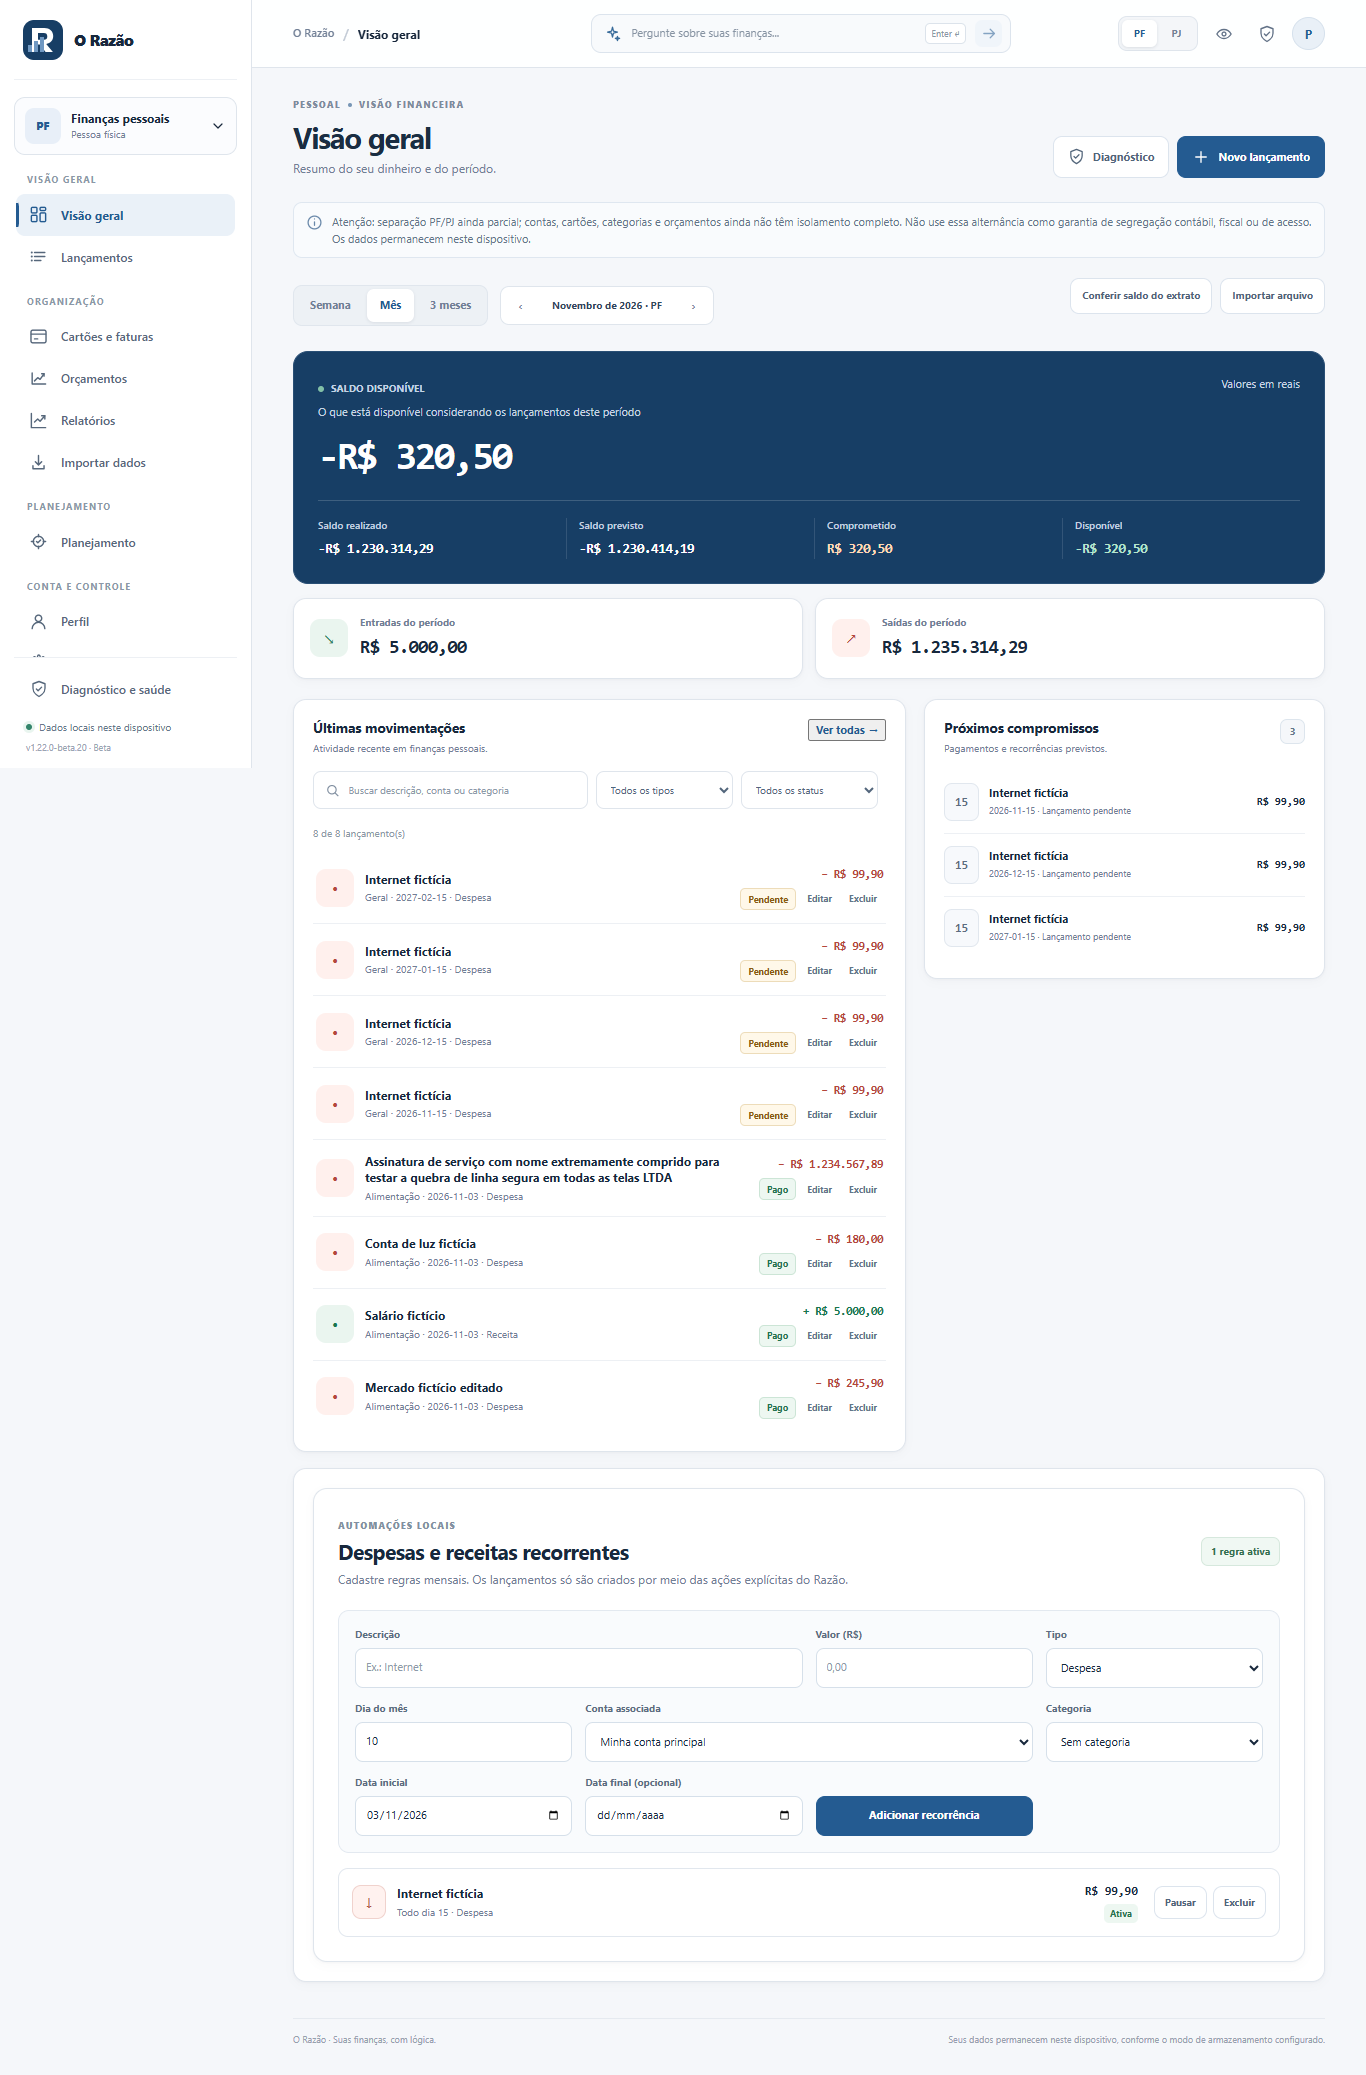 O Razão
PF
Finanças pessoais
Pessoa física
VISÃO GERAL
Visão geral
Lançamentos
ORGANIZAÇÃO
Cartões e faturas
Orçamentos
Relatórios
Importar dados
PLANEJAMENTO
Planejamento
CONTA E CONTROLE
Perfil
Diagnóstico e saúde
Dados locais neste dispositivo
v1.22.0-beta.20 · Beta
O Razão / Visão geral
Pergunte sobre suas finanças...
Enter ↲
PF PJ
P
PESSOAL • VISÃO FINANCEIRA
Visão geral
Resumo do seu dinheiro e do período.
Diagnóstico
Novo lançamento
Atenção: separação PF/PJ ainda parcial; contas, cartões, categorias e orçamentos ainda não têm isolamento completo. Não use essa alternância como garantia de segregação contábil, fiscal ou de acesso.
Os dados permanecem neste dispositivo.
Semana Mês 3 meses
‹ Novembro de 2026 · PF ›
Conferir saldo do extrato
Importar arquivo
SALDO DISPONÍVEL
Valores em reais
O que está disponível considerando os lançamentos deste período
-R$ 320,50
Saldo realizado
-R$ 1.230.314,29
Saldo previsto
-R$ 1.230.414,19
Comprometido
R$ 320,50
Disponível
-R$ 320,50
Entradas do período
R$ 5.000,00
Saídas do período
R$ 1.235.314,29
Últimas movimentações
Atividade recente em finanças pessoais.
Ver todas →
Buscar descrição, conta ou categoria
Todos os tipos
Todos os status
8 de 8 lançamento(s)
Internet fictícia
Geral · 2027-02-15 · Despesa
− R$ 99,90
Pendente Editar Excluir
Internet fictícia
Geral · 2027-01-15 · Despesa
− R$ 99,90
Pendente Editar Excluir
Internet fictícia
Geral · 2026-12-15 · Despesa
− R$ 99,90
Pendente Editar Excluir
Internet fictícia
Geral · 2026-11-15 · Despesa
− R$ 99,90
Pendente Editar Excluir
Assinatura de serviço com nome extremamente comprido para
testar a quebra de linha segura em todas as telas LTDA
Alimentação · 2026-11-03 · Despesa
− R$ 1.234.567,89
Pago Editar Excluir
Conta de luz fictícia
Alimentação · 2026-11-03 · Despesa
− R$ 180,00
Pago Editar Excluir
Salário fictício
Alimentação · 2026-11-03 · Receita
+ R$ 5.000,00
Pago Editar Excluir
Mercado fictício editado
Alimentação · 2026-11-03 · Despesa
− R$ 245,90
Pago Editar Excluir
Próximos compromissos
Pagamentos e recorrências previstos.
3
15
Internet fictícia
2026-11-15 · Lançamento pendente
R$ 99,90
15
Internet fictícia
2026-12-15 · Lançamento pendente
R$ 99,90
15
Internet fictícia
2027-01-15 · Lançamento pendente
R$ 99,90
AUTOMAÇÕES LOCAIS
Despesas e receitas recorrentes
Cadastre regras mensais. Os lançamentos só são criados por meio das ações explícitas do Razão.
1 regra ativa
Descrição
Ex.: Internet
Valor (R$)
0,00
Tipo
Despesa
Dia do mês
10
Conta associada
Minha conta principal
Categoria
Sem categoria
Data inicial
03/11/2026
Data final (opcional)
dd/mm/aaaa
Adicionar recorrência
Internet fictícia
Todo dia 15 · Despesa
R$ 99,90
Ativa
Pausar
Excluir
O Razão · Suas finanças, com lógica.
Seus dados permanecem neste dispositivo, conforme o modo de armazenamento configurado.